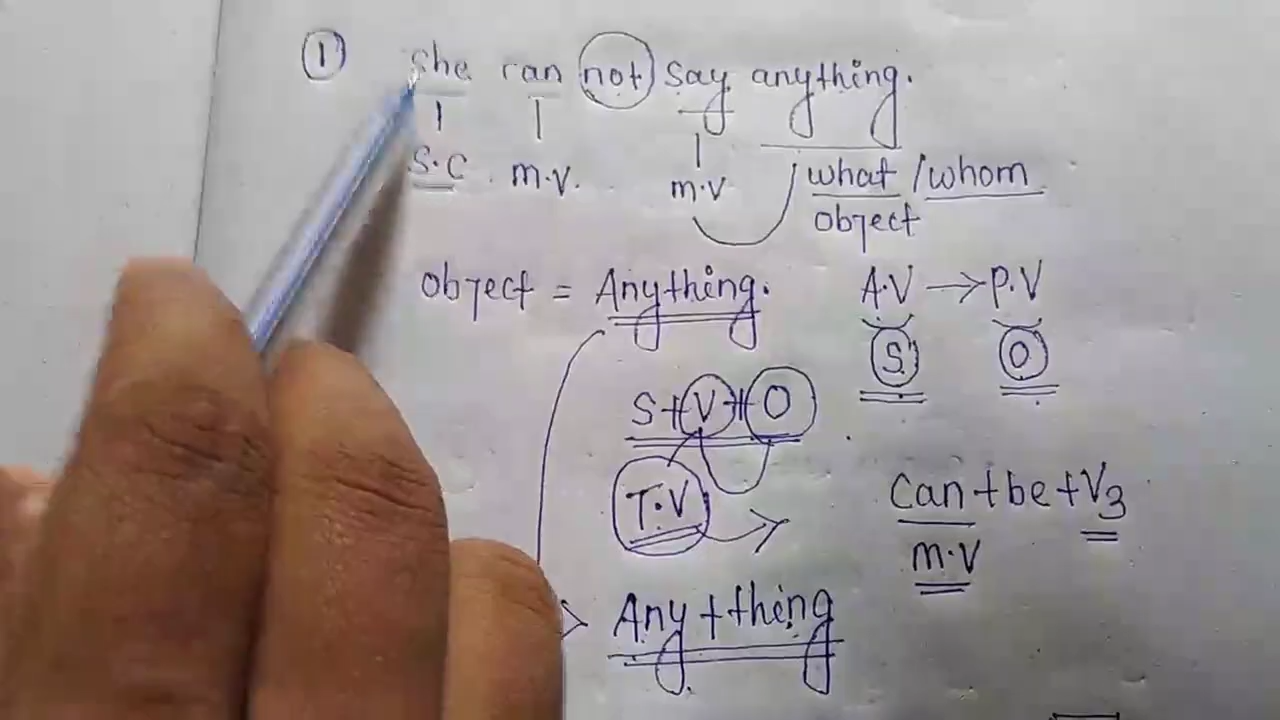 ① she can not say anything.
S.C m.v. m.v what / whom
object
object = Anything. A.V → P.V
S O
S+V+O
T.V → can + be + V3
m.v
> Any + thing